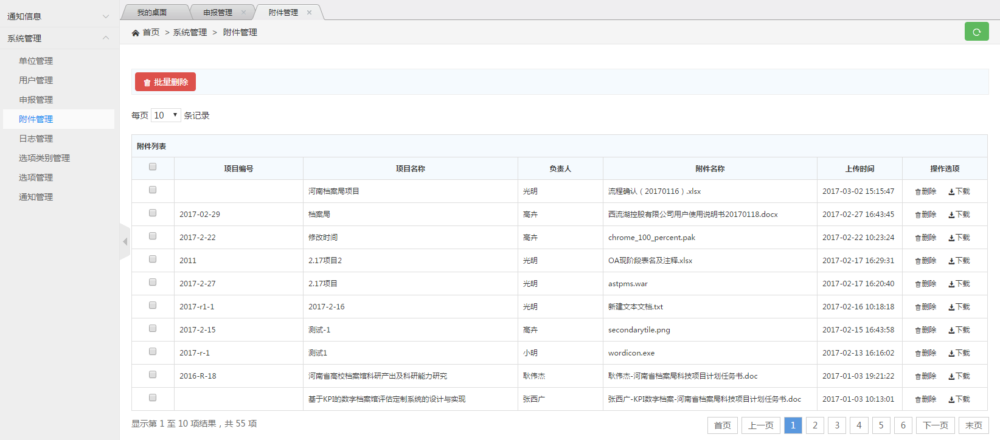 通知信息
系统管理
单位管理
用户管理
申报管理
附件管理
日志管理
选项类别管理
选项管理
通知管理
我的桌面 申报管理 × 附件管理 ×
首页 > 系统管理 > 附件管理
批量删除
每页 10 条记录
附件列表
项目编号 项目名称 负责人 附件名称 上传时间 操作选项
河南档案局项目 光明 流程确认（20170116）.xlsx 2017-03-02 15:15:47 删除 下载
2017-02-29 档案局 高卉 西流湖控股有限公司用户使用说明书20170118.docx 2017-02-27 16:43:45 删除 下载
2017-2-22 修改时间 高卉 chrome_100_percent.pak 2017-02-22 10:23:24 删除 下载
2011 2.17项目2 光明 OA现阶段表名及注释.xlsx 2017-02-17 16:29:31 删除 下载
2017-2-27 2.17项目 光明 astpms.war 2017-02-17 16:20:40 删除 下载
2017-r1-1 2017-2-16 光明 新建文本文档.txt 2017-02-16 10:18:18 删除 下载
2017-2-15 测试-1 高卉 secondarytile.png 2017-02-15 16:43:58 删除 下载
2017-r-1 测试1 小明 wordicon.exe 2017-02-13 16:16:02 删除 下载
2016-R-18 河南省高校档案馆科研产出及科研能力研究 耿伟杰 耿伟杰-河南省档案局科技项目计划任务书.doc 2017-01-03 19:21:22 删除 下载
基于KPI的数字档案馆评估定制系统的设计与实现 张西广 张西广-KPI数字档案-河南省档案局科技项目计划任务书.doc 2017-01-03 10:13:01 删除 下载
显示第 1 至 10 项结果，共 55 项
首页 上一页 1 2 3 4 5 6 下一页 末页